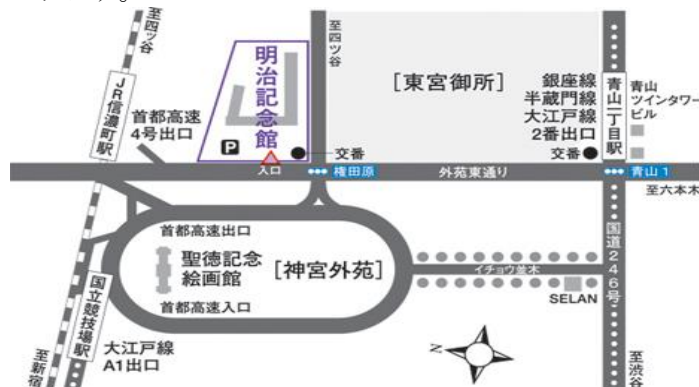 至四ツ谷
至四ツ谷
JR信濃町駅
首都高速
4号出口
明治記念館
P
入口
交番
権田原
[東宮御所]
銀座線
半蔵門線
大江戸線
2番出口
交番
青山一丁目駅
青山
ツインタワー
ビル
外苑東通り
青山1
至六本木
首都高速出口
聖徳記念
絵画館
[神宮外苑]
首都高速入口
イチョウ並木
SELAN
国道246号
国立競技場駅
大江戸線
A1出口
至新宿
N
至渋谷